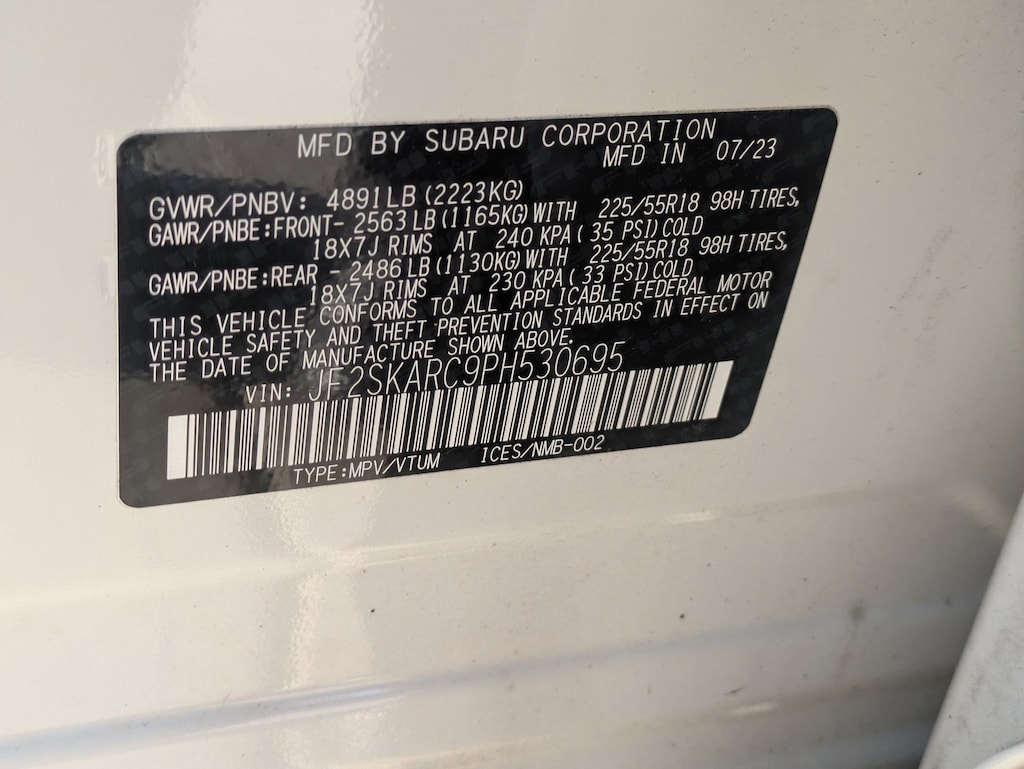 MFD BY SUBARU CORPORATION
MFD IN 07/23
GVWR/PNBV: 4891LB (2223KG)
GAWR/PNBE:FRONT- 2563LB (1165KG) WITH 225/55R18 98H TIRES,
18X7J RIMS AT 240 KPA( 35 PSI) COLD
GAWR/PNBE:REAR - 2486LB (1130KG) WITH 225/55R18 98H TIRES,
18X7J RIMS AT 230 KPA( 33 PSI) COLD
THIS VEHICLE CONFORMS TO ALL APPLICABLE FEDERAL MOTOR
VEHICLE SAFETY AND THEFT PREVENTION STANDARDS IN EFFECT ON
THE DATE OF MANUFACTURE SHOWN ABOVE.
VIN: JF2SKARC9PH530695
TYPE:MPV/VTUM ICES/NMB-002